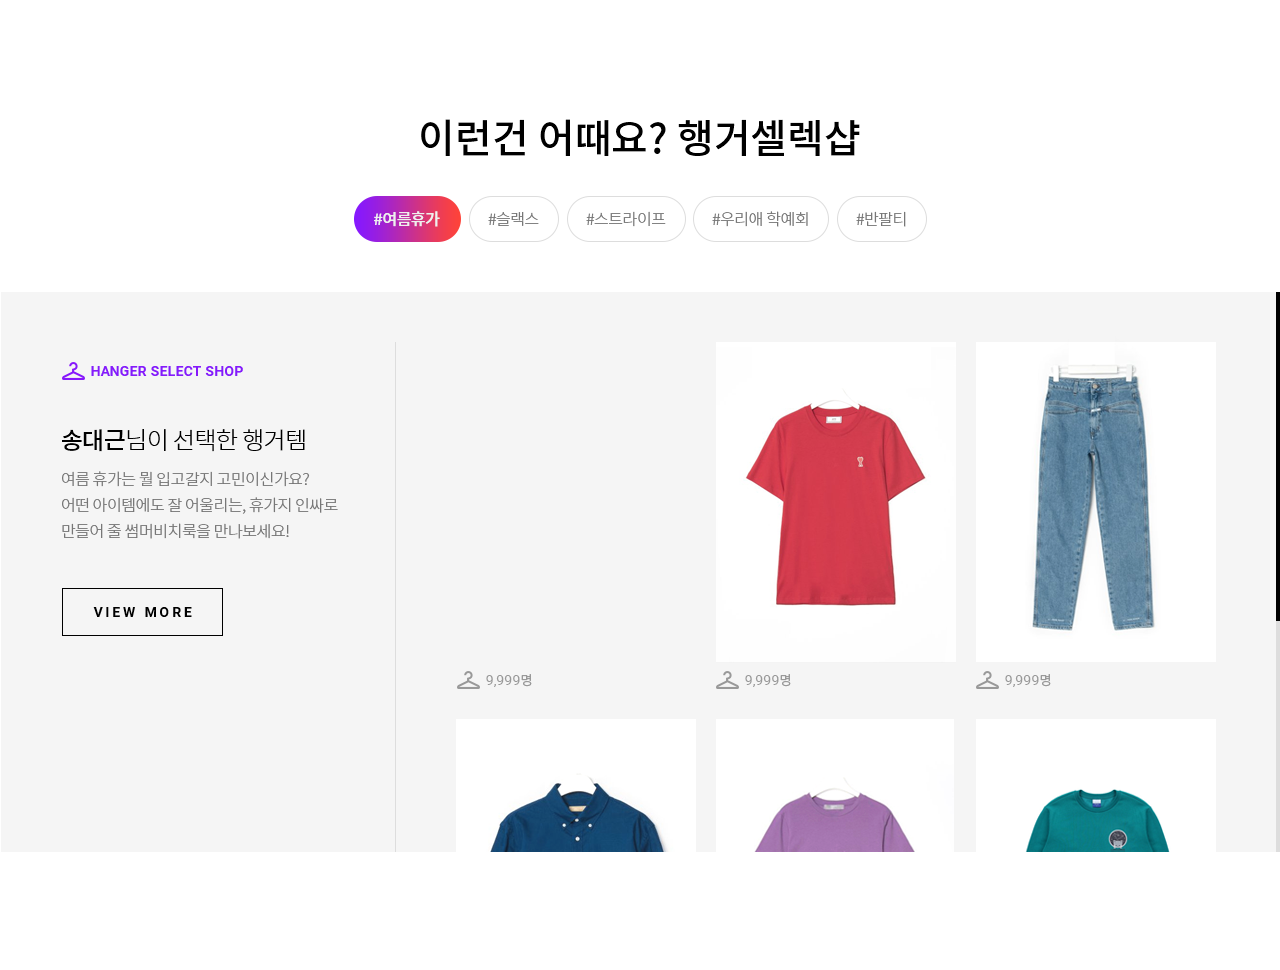 이런건 어때요? 행거셀렉샵
#여름휴가 #슬랙스 #스트라이프 #우리애 학예회 #반팔티
HANGER SELECT SHOP
송대근님이 선택한 행거템
여름 휴가는 뭘 입고갈지 고민이신가요?
어떤 아이템에도 잘 어울리는, 휴가지 인싸로
만들어 줄 썸머비치룩을 만나보세요!
VIEW MORE
9,999명 9,999명 9,999명